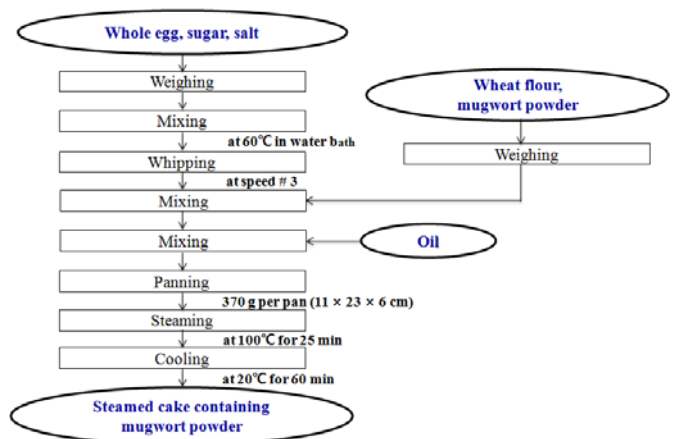 Whole egg, sugar, salt
Weighing
Mixing
at 60℃ in water bath
Whipping
at speed # 3
Wheat flour,
mugwort powder
Weighing
Mixing
Mixing
Oil
Panning
370 g per pan (11 × 23 × 6 cm)
Steaming
at 100℃ for 25 min
Cooling
at 20℃ for 60 min
Steamed cake containing
mugwort powder